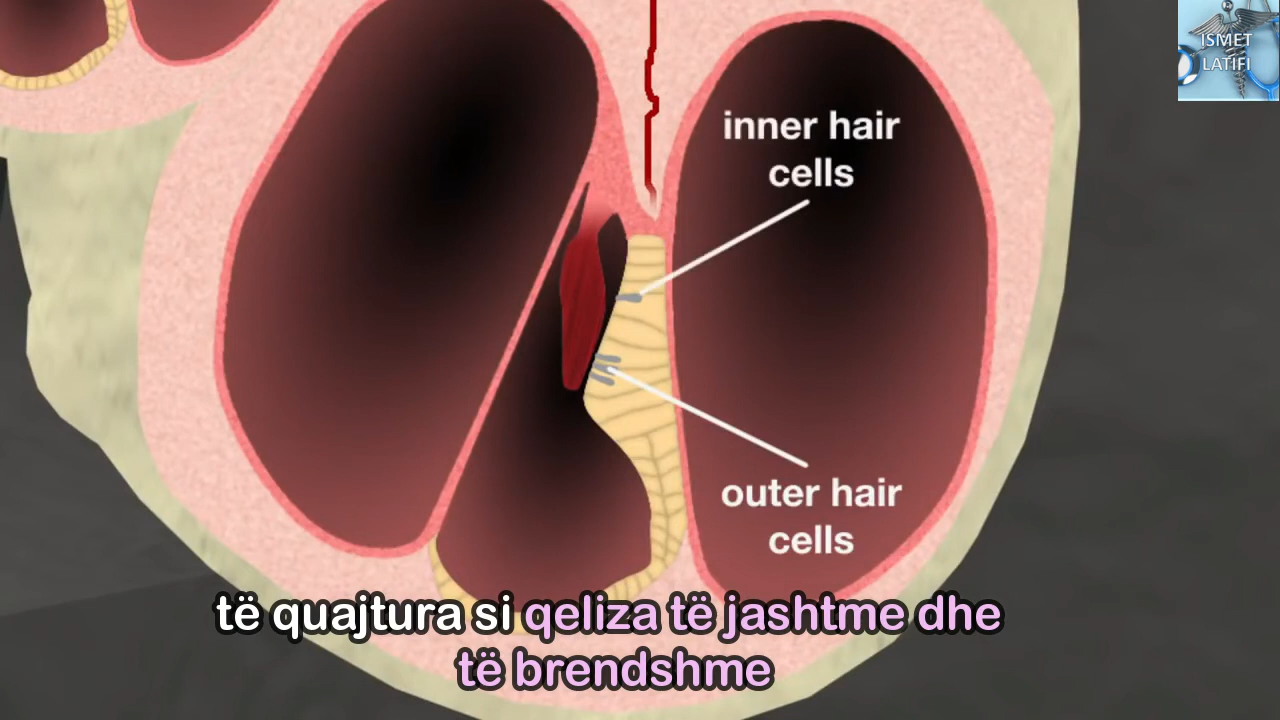 ISMET
LATIFI
inner hair
cells
outer hair
cells
të quajtura si qeliza të jashtme dhe
të brendshme